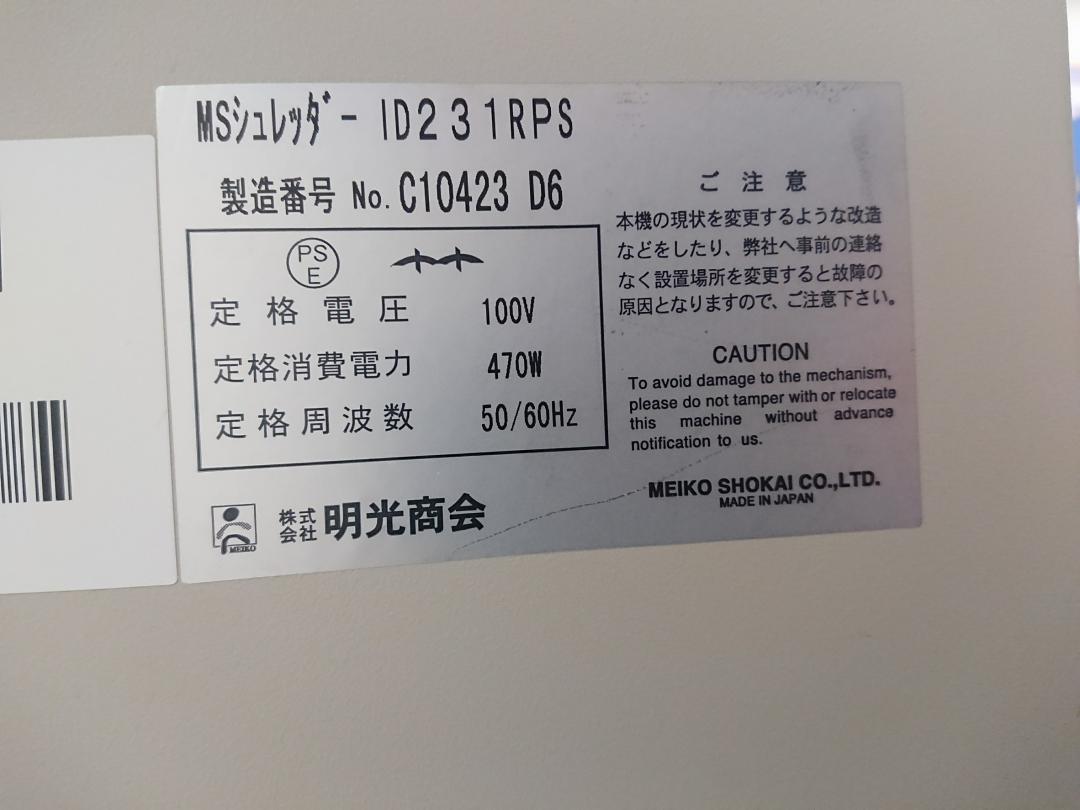 MSシュレッダー ID231RPS
製造番号 No. C10423 D6
PS
E
定格電圧 100V
定格消費電力 470W
定格周波数 50/60Hz
MEIKO
株式
会社
明光商会
ご注意
本機の現状を変更するような改造
などをしたり、弊社へ事前の連絡
なく設置場所を変更すると故障の
原因となりますので、ご注意下さい。
CAUTION
To avoid damage to the mechanism,
please do not tamper with or relocate
this machine without advance
notification to us.
MEIKO SHOKAI CO.,LTD.
MADE IN JAPAN